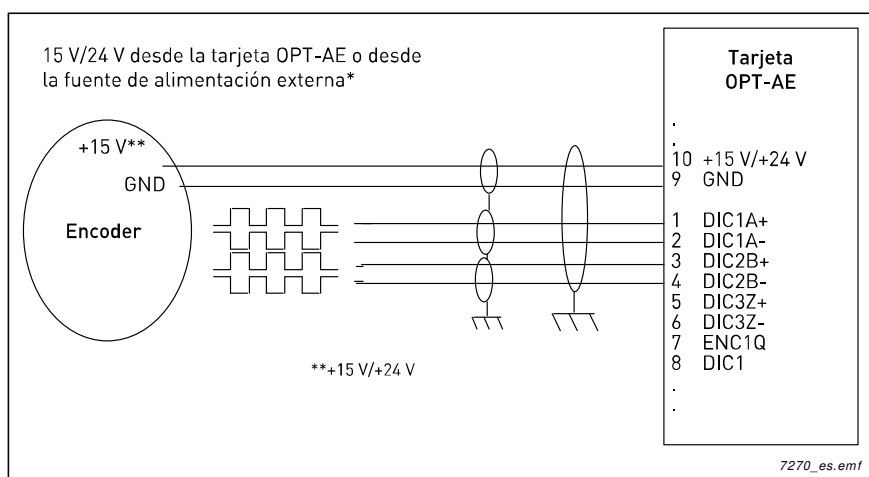 15 V/24 V desde la tarjeta OPT-AE o desde
la fuente de alimentación externa*
Tarjeta
OPT-AE
+15 V**
GND
Encoder
.
.
10 +15 V/+24 V
9 GND
1 DIC1A+
2 DIC1A-
3 DIC2B+
4 DIC2B-
5 DIC3Z+
6 DIC3Z-
7 ENC1Q
8 DIC1
.
.
**+15 V/+24 V
7270_es.emf